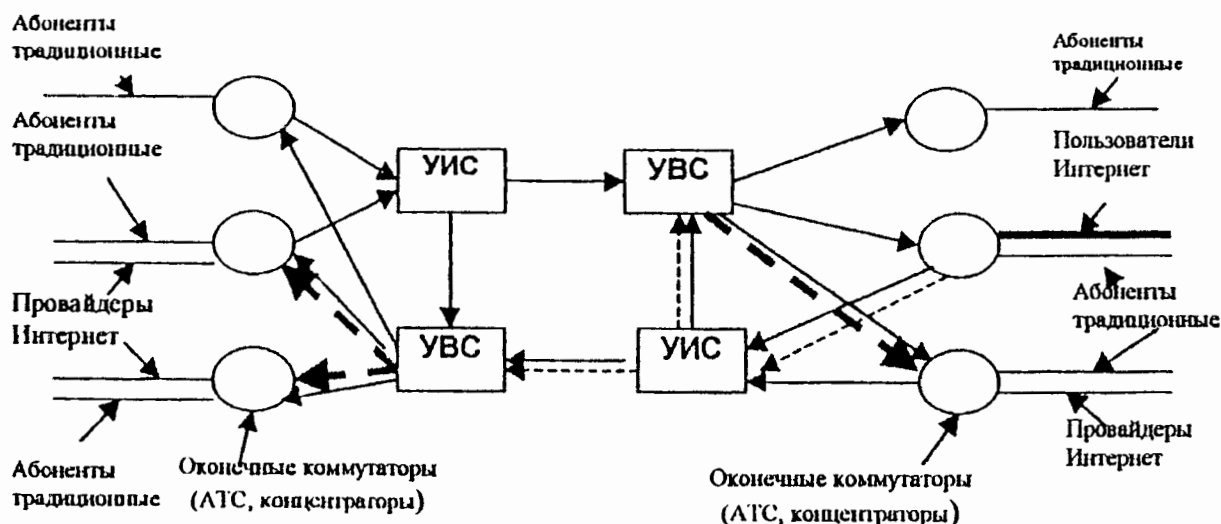 Абоненты
традиционные
Абоненты
традиционные
Абоненты
традиционные
Пользователи
Интернет
УИС
УВС
Провайдеры
Интернет
Абоненты
традиционные
УВС
УИС
Абоненты
традиционные
Оконечные коммутаторы
(АТС, концентраторы)
Оконечные коммутаторы
(АТС, концентраторы)
Провайдеры
Интернет